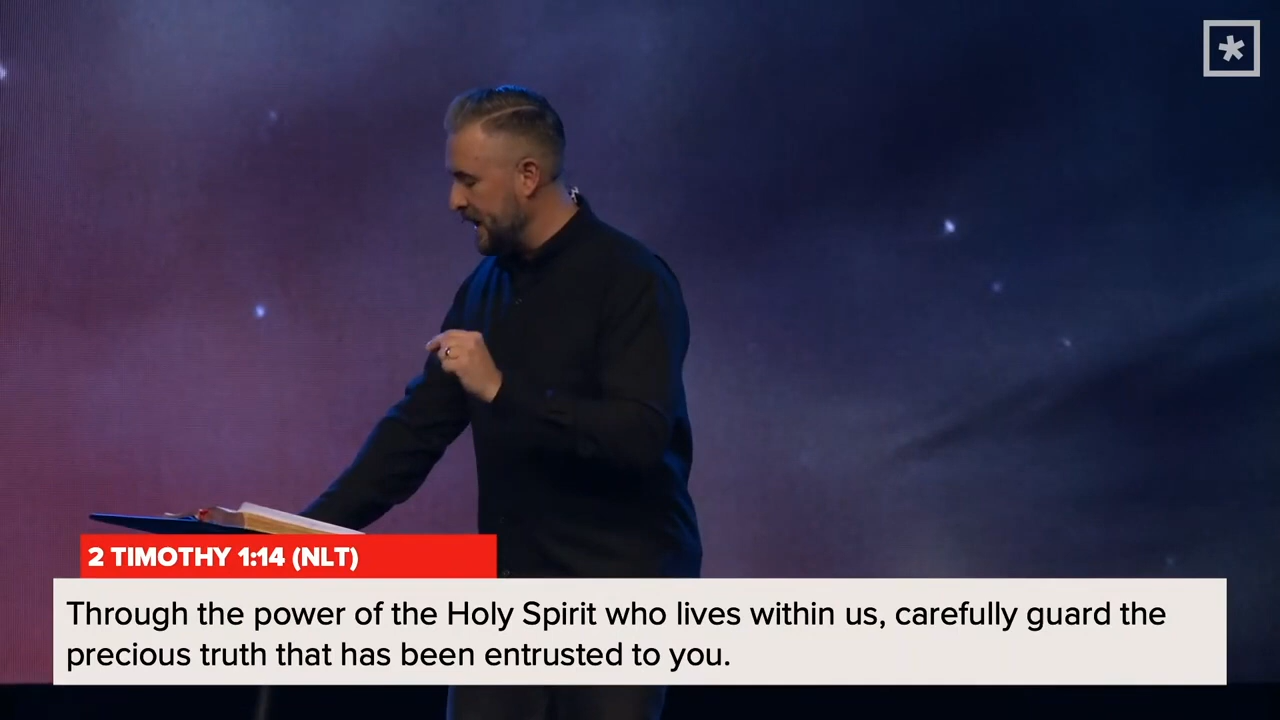 2 TIMOTHY 1:14 (NLT)
Through the power of the Holy Spirit who lives within us, carefully guard the
precious truth that has been entrusted to you.